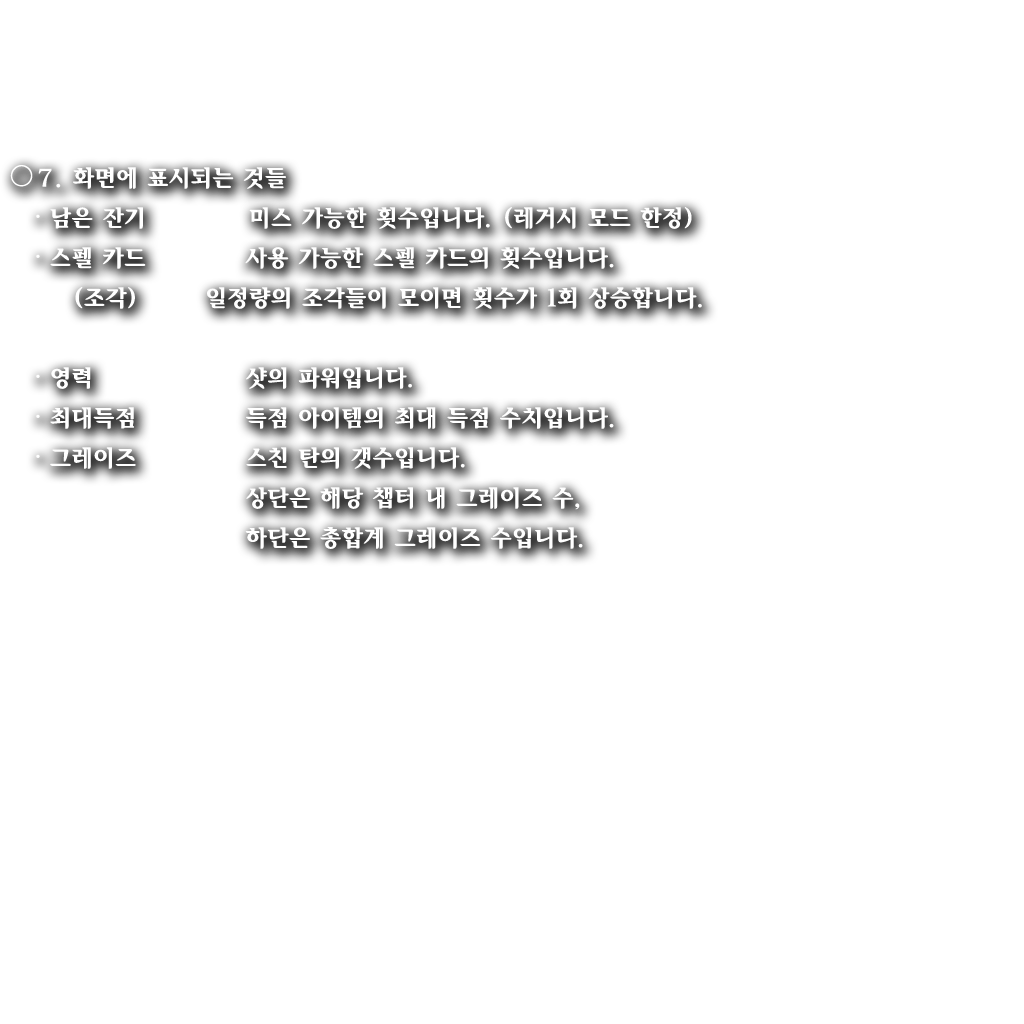 ○7. 화면에 표시되는 것들
· 남은 잔기 미스 가능한 횟수입니다. (레거시 모드 한정)
· 스펠 카드 사용 가능한 스펠 카드의 횟수입니다.
(조각) 일정량의 조각들이 모이면 횟수가 1회 상승합니다.
· 영력 샷의 파워입니다.
· 최대득점 득점 아이템의 최대 득점 수치입니다.
· 그레이즈 스친 탄의 갯수입니다.
상단은 해당 챕터 내 그레이즈 수,
하단은 총합계 그레이즈 수입니다.